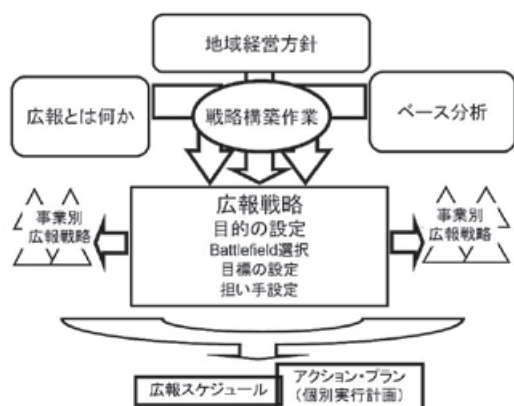 地域経営方針
広報とは何か
戦略構築作業
ベース分析
広報戦略
目的の設定
Battlefield選択
目標の設定
担い手設定
事業別
広報戦略
事業別
広報戦略
広報スケジュール
アクション・プラン
(個別実行計画)